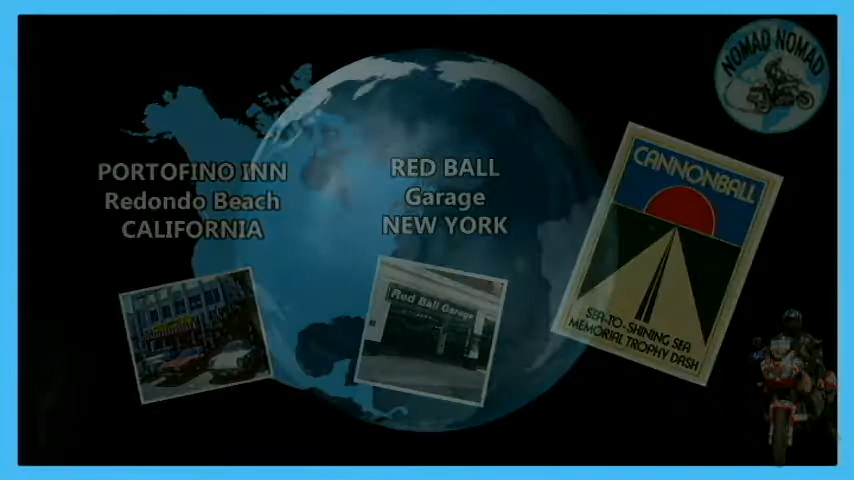 NOMAD NOMAD
PORTOFINO INN
Redondo Beach
CALIFORNIA
RED BALL
Garage
NEW YORK
CANNONBALL
SEA-TO-SHINING SEA
MEMORIAL TROPHY DASH
Red Ball Garage